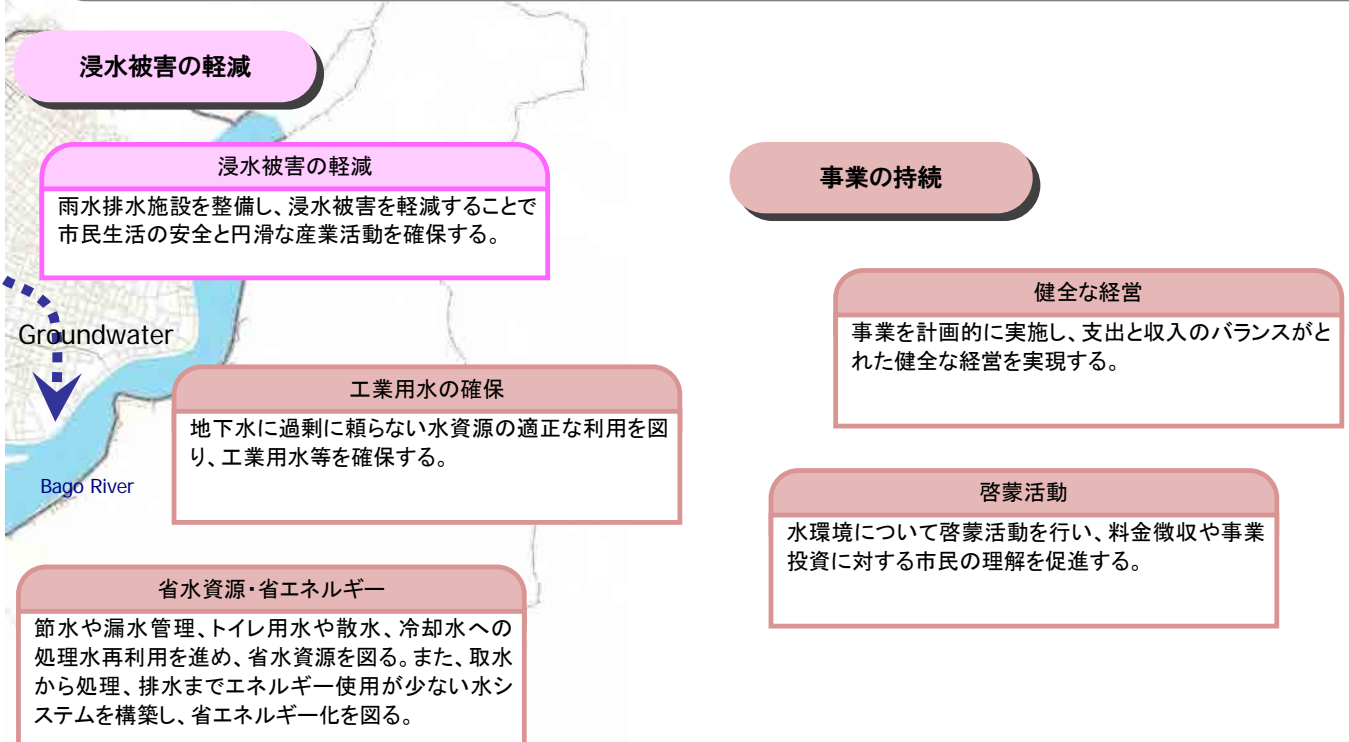 浸水被害の軽減
浸水被害の軽減
雨水排水施設を整備し、浸水被害を軽減することで
市民生活の安全と円滑な産業活動を確保する。
Groundwater
工業用水の確保
地下水に過剰に頼らない水資源の適正な利用を図
り、工業用水等を確保する。
Bago River
省水資源・省エネルギー
節水や漏水管理、トイレ用水や散水、冷却水への
処理水再利用を進め、省水資源を図る。また、取水
から処理、排水までエネルギー使用が少ない水シ
ステムを構築し、省エネルギー化を図る。
事業の持続
健全な経営
事業を計画的に実施し、支出と収入のバランスがと
れた健全な経営を実現する。
啓蒙活動
水環境について啓蒙活動を行い、料金徴収や事業
投資に対する市民の理解を促進する。